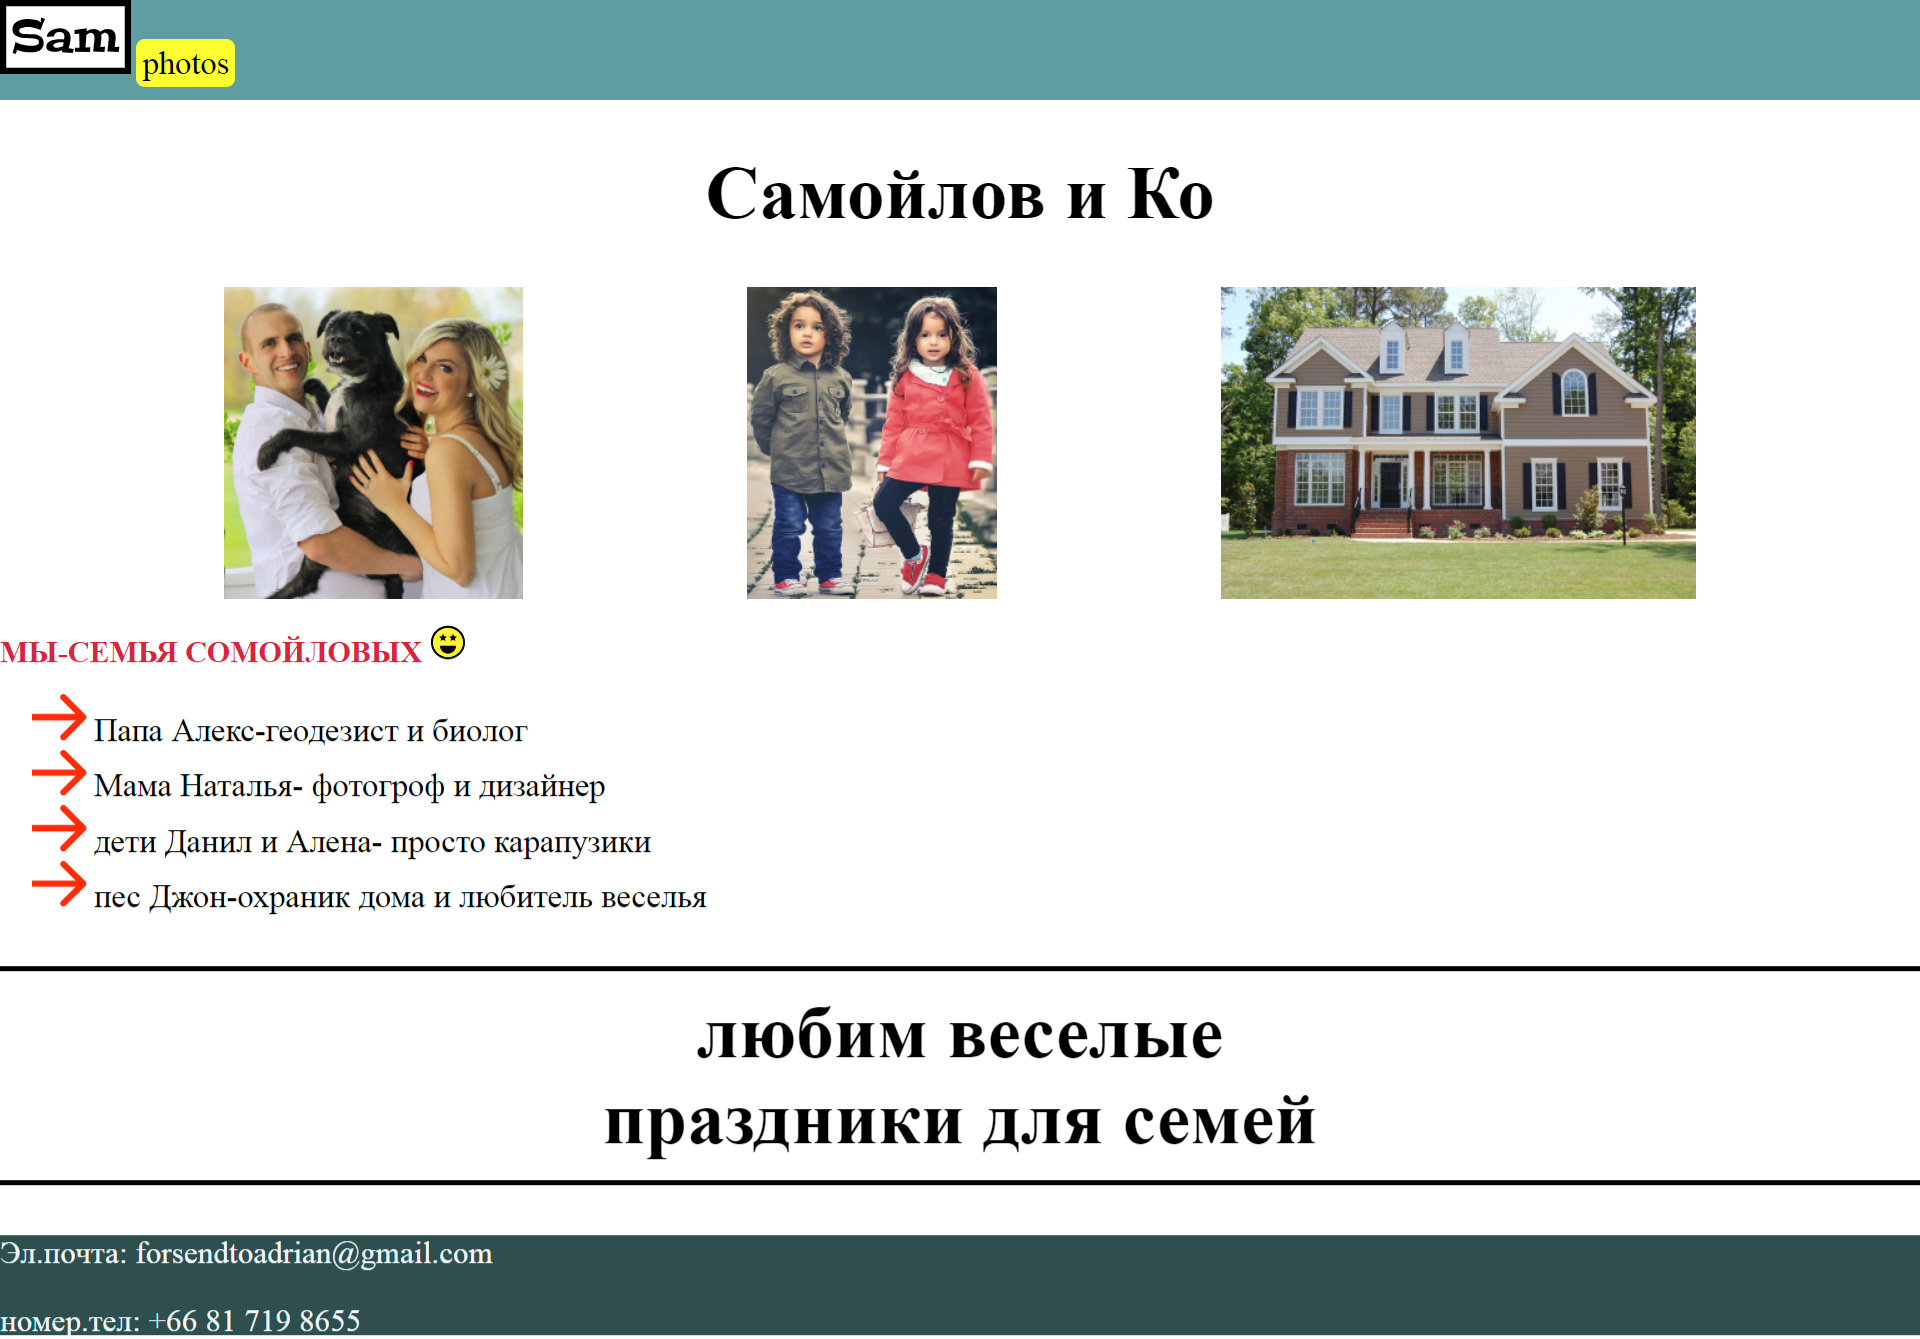 Sam
photos
Самойлов и Ко
МЫ-СЕМЬЯ СОМОЙЛОВЫХ
Папа Алекс-геодезист и биолог
Мама Наталья- фотогроф и дизайнер
дети Данил и Алена- просто карапузики
пес Джон-охраник дома и любитель веселья
любим веселые
праздники для семей
Эл.почта: forsendtoadrian@gmail.com
номер.тел: +66 81 719 8655